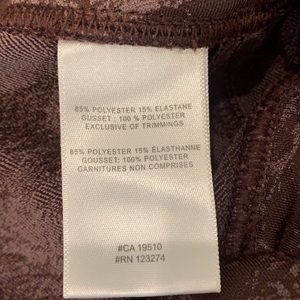 85% POLYESTER 15% ELASTANE
GUSSET : 100 % POLYESTER
EXCLUSIVE OF TRIMMINGS
85% POLYESTER 15% ÉLASTHANNE
GOUSSET: 100% POLYESTER
GARNITURES NON COMPRISES
#CA 19510
#RN 123274